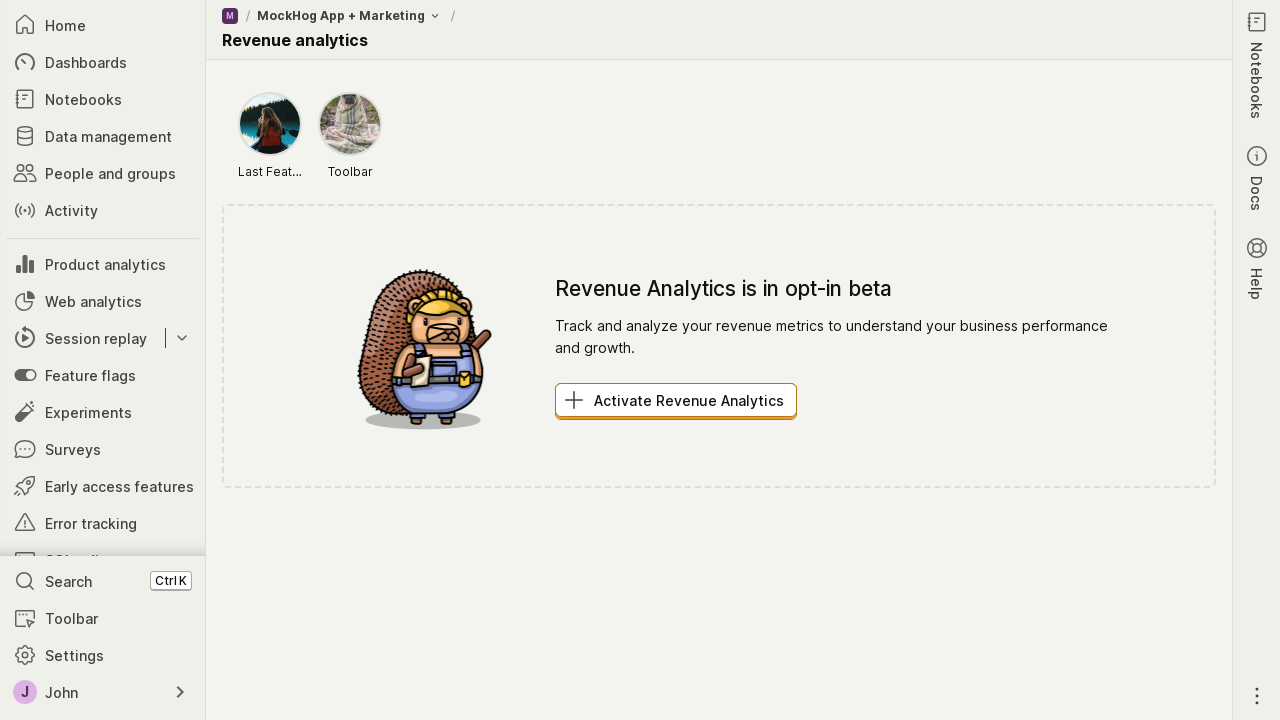 Home
Dashboards
Notebooks
Data management
People and groups
Activity
Product analytics
Web analytics
Session replay
Feature flags
Experiments
Surveys
Early access features
Error tracking
Search Ctrl K
Toolbar
Settings
J John
M / MockHog App + Marketing /
Revenue analytics
Last Feat...
Toolbar
Revenue Analytics is in opt-in beta
Track and analyze your revenue metrics to understand your business performance
and growth.
Activate Revenue Analytics
Notebooks
Docs
Help